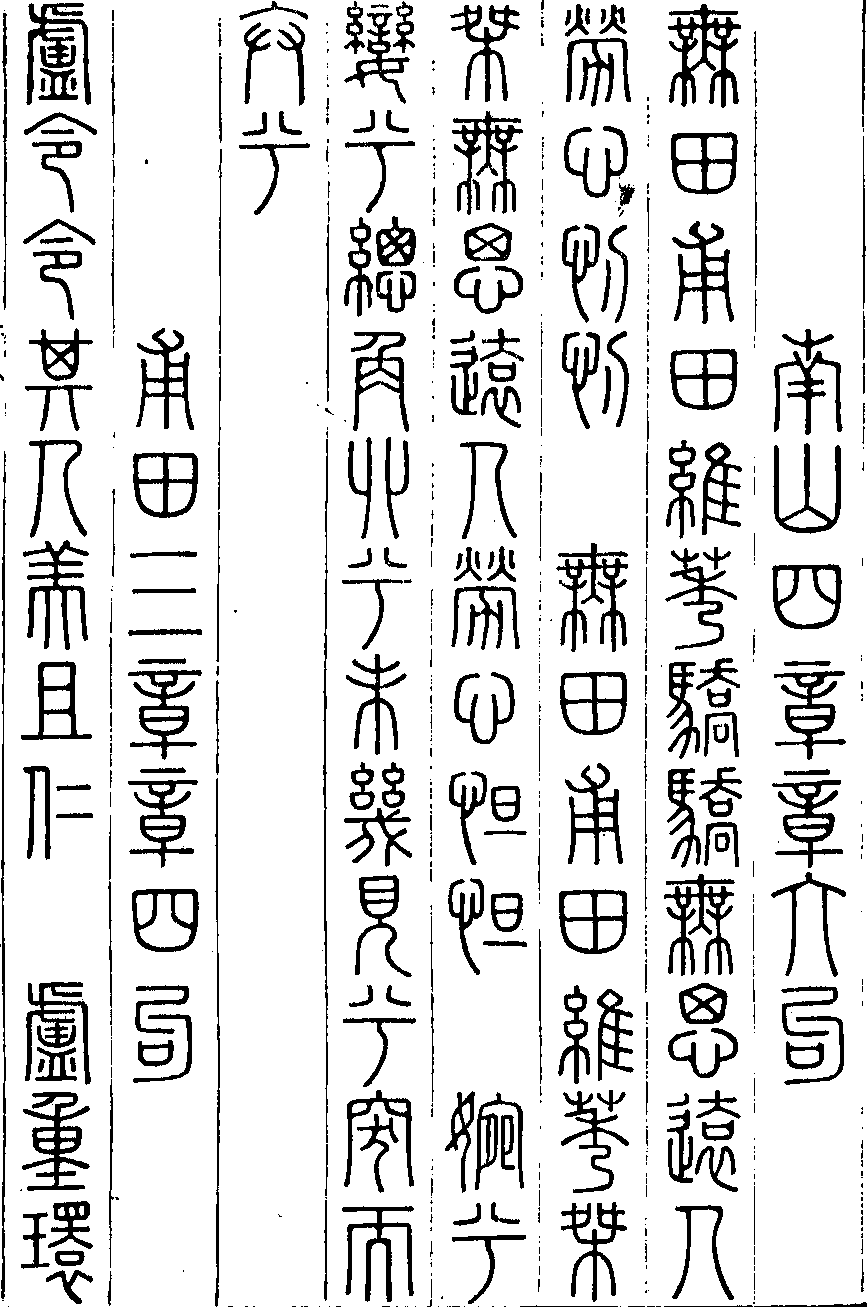 南山四章章六句
無田甫田維莠驕驕無思遠人
勞心忉忉 無田甫田維莠桀
桀無思遠人勞心怛怛 婉兮
孌兮總角丱兮未幾見兮突而
弁兮
甫田三章章四句
盧令令其人美且仁 盧重環